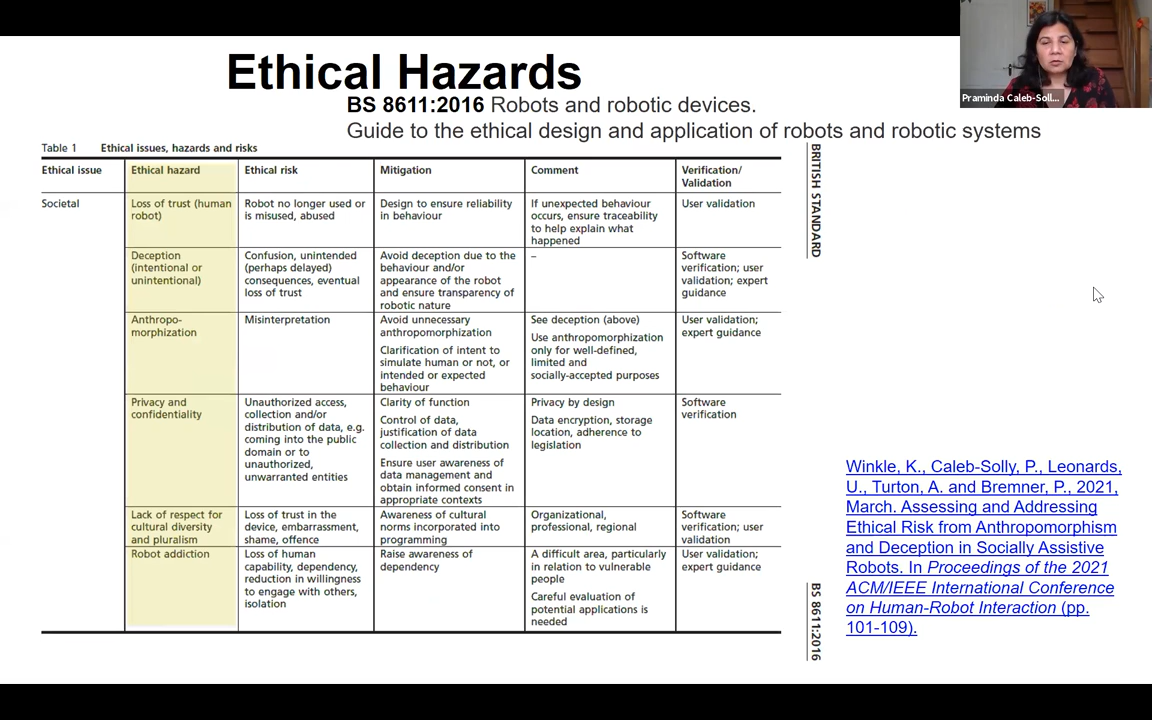 Ethical Hazards
BS 8611:2016 Robots and robotic devices.
Guide to the ethical design and application of robots and robotic systems
Praminda Caleb-Soll...
Table 1 Ethical issues, hazards and risks
Ethical issue
Ethical hazard
Ethical risk
Mitigation
Comment
Verification/
Validation
Societal
Loss of trust (human
robot)
Robot no longer used or
is misused, abused
Design to ensure reliability
in behaviour
If unexpected behaviour
occurs, ensure traceability
to help explain what
happened
User validation
Deception
(intentional or
unintentional)
Confusion, unintended
(perhaps delayed)
consequences, eventual
loss of trust
Avoid deception due to the
behaviour and/or
appearance of the robot
and ensure transparency of
robotic nature
–
Software
verification; user
validation; expert
guidance
Anthropo-
morphization
Misinterpretation
Avoid unnecessary
anthropomorphization
Clarification of intent to
simulate human or not, or
intended or expected
behaviour
See deception (above)
Use anthropomorphization
only for well-defined,
limited and
socially-accepted purposes
User validation;
expert guidance
Privacy and
confidentiality
Unauthorized access,
collection and/or
distribution of data, e.g.
coming into the public
domain or to
unauthorized,
unwarranted entities
Clarity of function
Control of data,
justification of data
collection and distribution
Ensure user awareness of
data management and
obtain informed consent in
appropriate contexts
Privacy by design
Data encryption, storage
location, adherence to
legislation
Software
verification
Lack of respect for
cultural diversity
and pluralism
Loss of trust in the
device, embarrassment,
shame, offence
Awareness of cultural
norms incorporated into
programming
Organizational,
professional, regional
Software
verification; user
validation
Robot addiction
Loss of human
capability, dependency,
reduction in willingness
to engage with others,
isolation
Raise awareness of
dependency
A difficult area, particularly
in relation to vulnerable
people
Careful evaluation of
potential applications is
needed
User validation;
expert guidance
BRITISH STANDARD
BS 8611:2016
Winkle, K., Caleb-Solly, P., Leonards,
U., Turton, A. and Bremner, P., 2021,
March. Assessing and Addressing
Ethical Risk from Anthropomorphism
and Deception in Socially Assistive
Robots. In Proceedings of the 2021
ACM/IEEE International Conference
on Human-Robot Interaction (pp.
101-109).